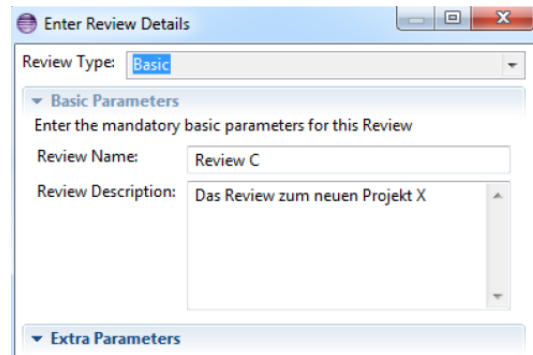 Enter Review Details
Review Type: Basic
Basic Parameters
Enter the mandatory basic parameters for this Review
Review Name: Review C
Review Description: Das Review zum neuen Projekt X
Extra Parameters